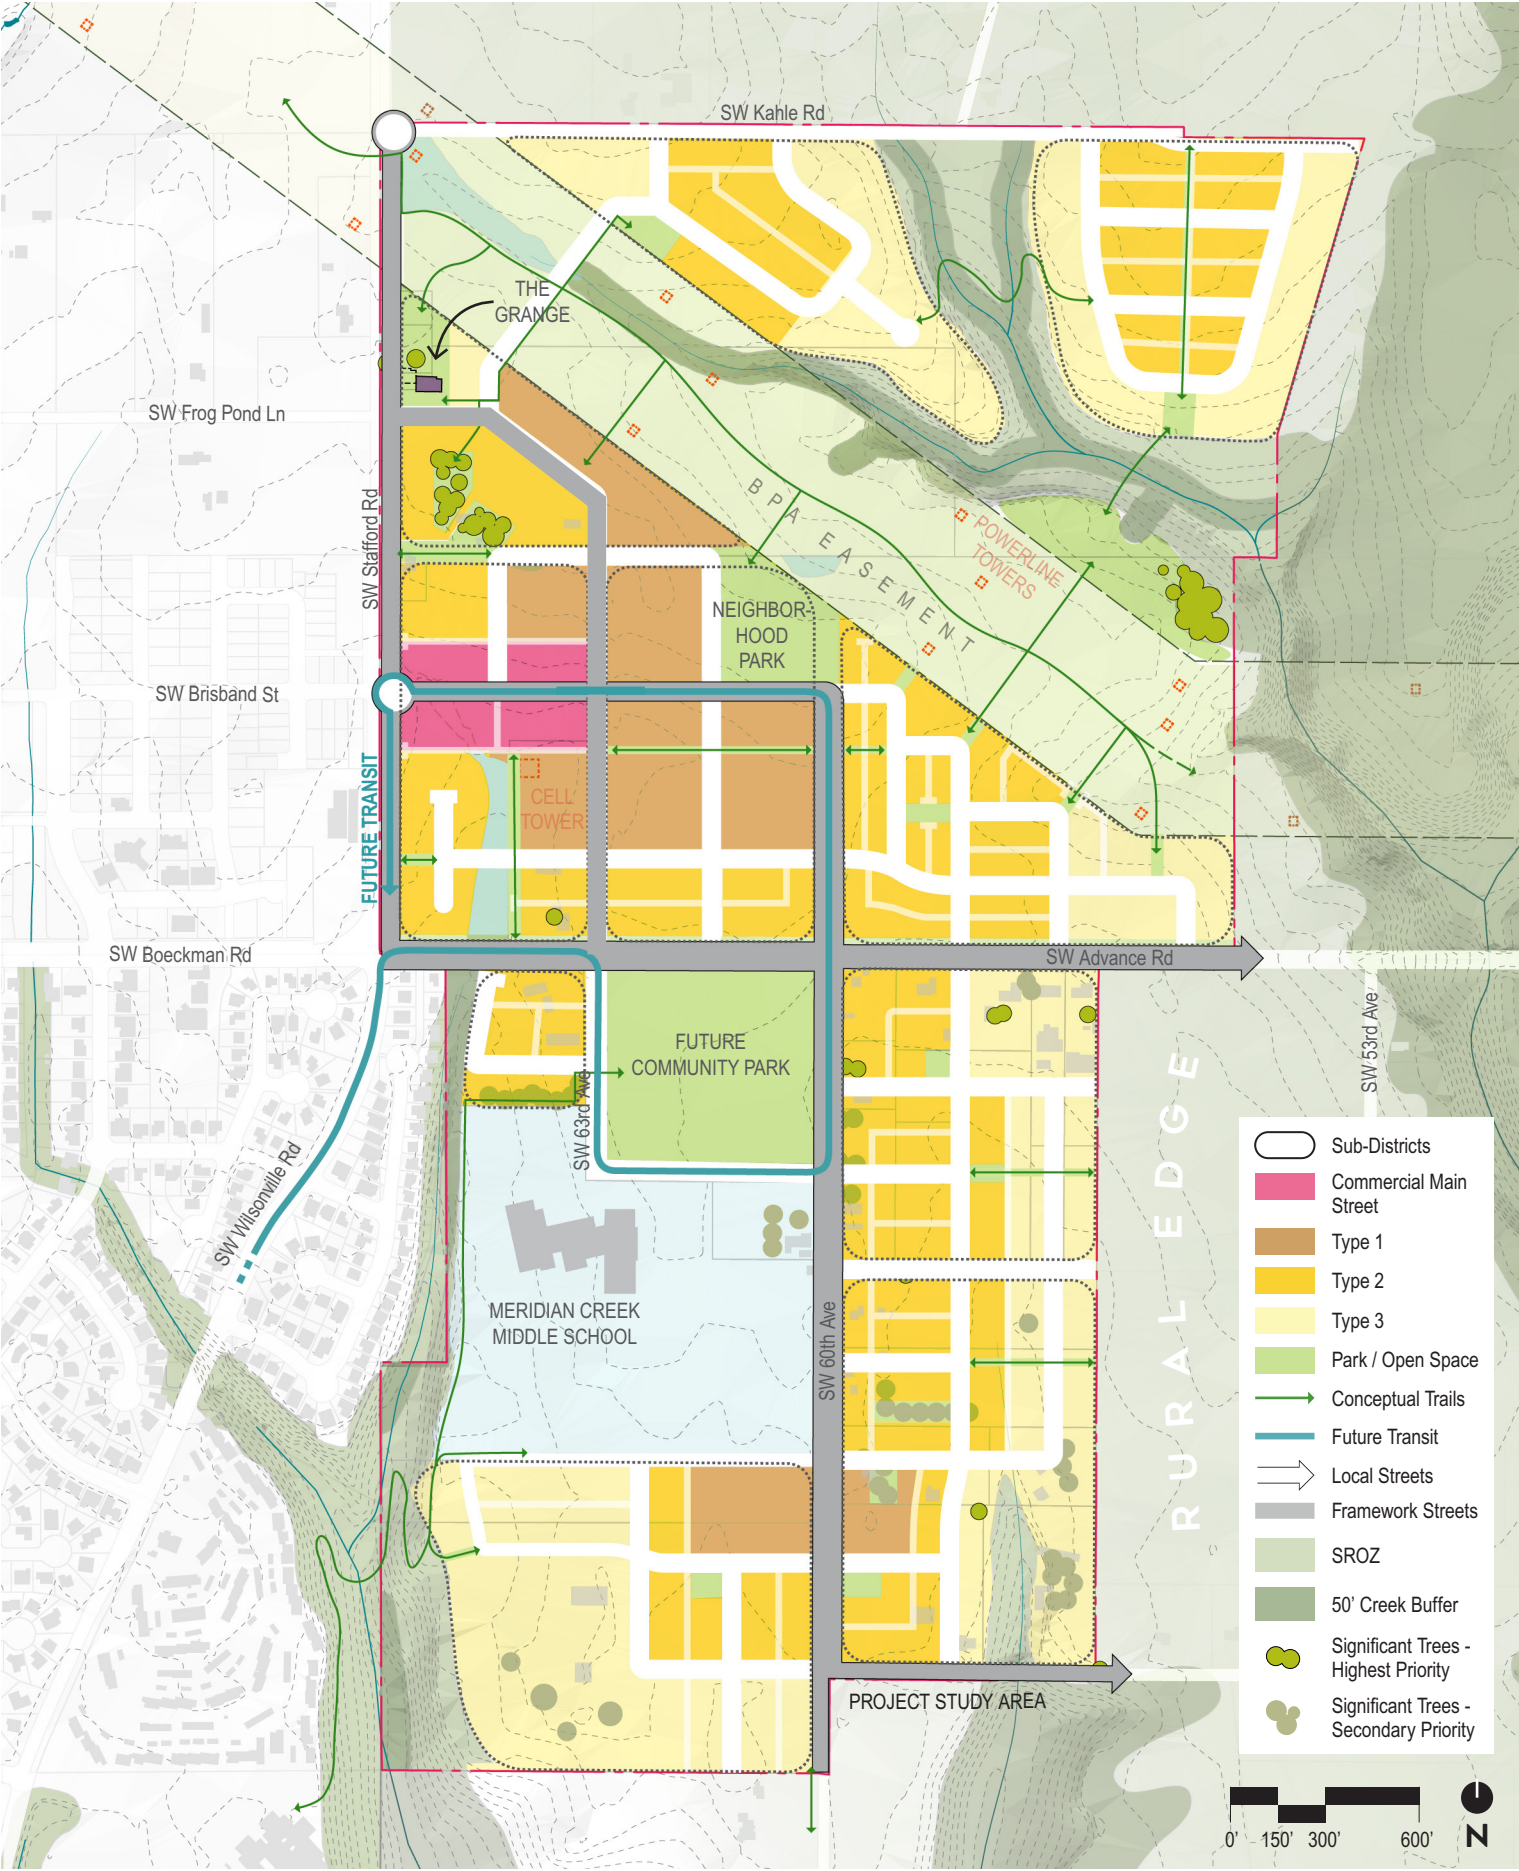 SW Kahle Rd
THE
GRANGE
SW Frog Pond Ln
SW Stafford Rd
BPA EASEMENT
POWERLINE
TOWERS
NEIGHBOR-
HOOD
PARK
SW Brisband St
FUTURE TRANSIT
CELL
TOWER
SW Boeckman Rd
SW Advance Rd
SW 53rd Ave
FUTURE
COMMUNITY PARK
SW 63rd Ave
SW Wilsonville Rd
RURAL EDGE
MERIDIAN CREEK
MIDDLE SCHOOL
SW 60th Ave
PROJECT STUDY AREA
Sub-Districts
Commercial Main
Street
Type 1
Type 2
Type 3
Park / Open Space
Conceptual Trails
Future Transit
Local Streets
Framework Streets
SROZ
50' Creek Buffer
Significant Trees -
Highest Priority
Significant Trees -
Secondary Priority
0' 150' 300' 600'
N